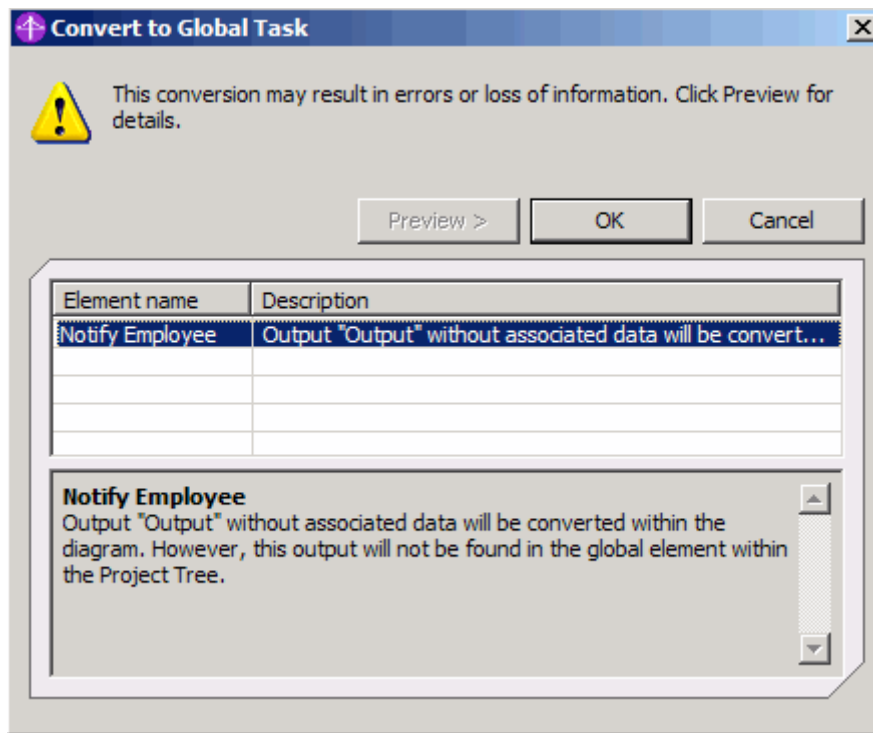 Convert to Global Task
This conversion may result in errors or loss of information. Click Preview for
details.
Preview >
OK
Cancel
Element name
Description
Notify Employee
Output "Output" without associated data will be convert...
Notify Employee
Output "Output" without associated data will be converted within the
diagram. However, this output will not be found in the global element within
the Project Tree.